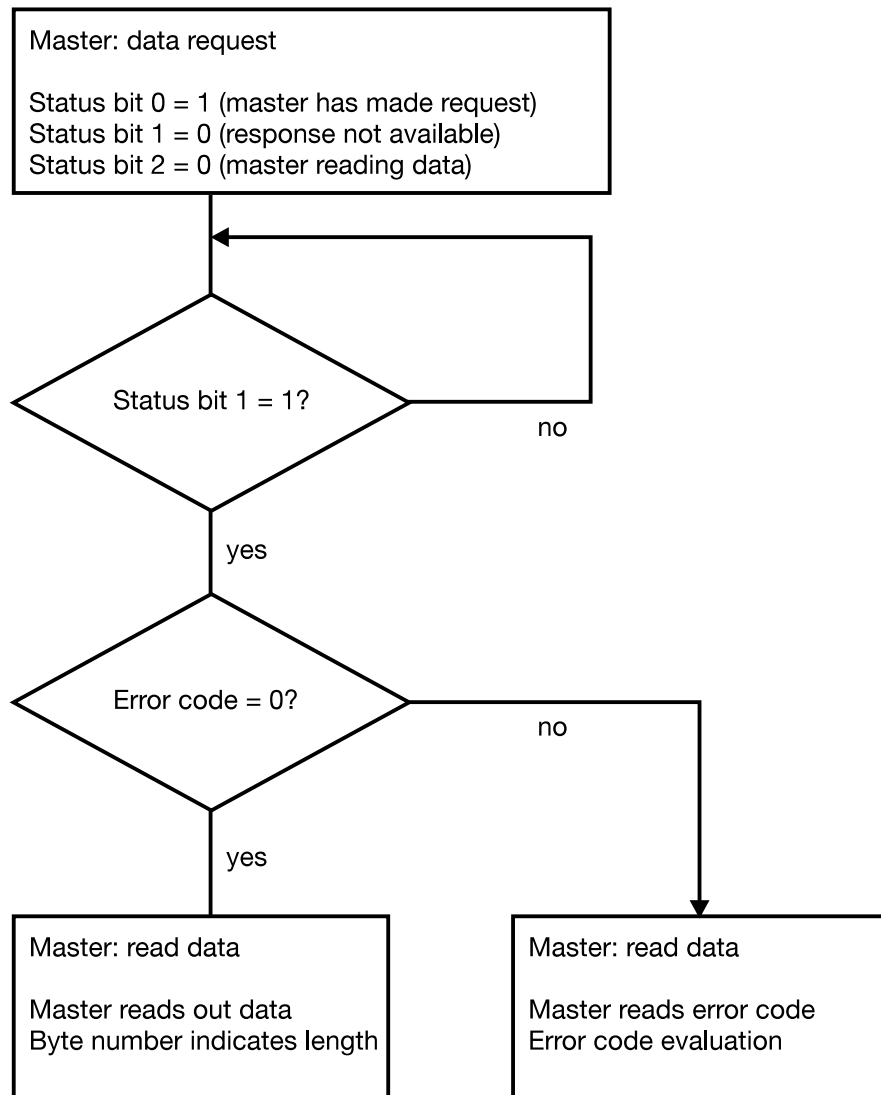 Master: data request
Status bit 0 = 1 (master has made request)
Status bit 1 = 0 (response not available)
Status bit 2 = 0 (master reading data)
Status bit 1 = 1?
no
yes
Error code = 0?
no
yes
Master: read data
Master reads out data
Byte number indicates length
Master: read data
Master reads error code
Error code evaluation